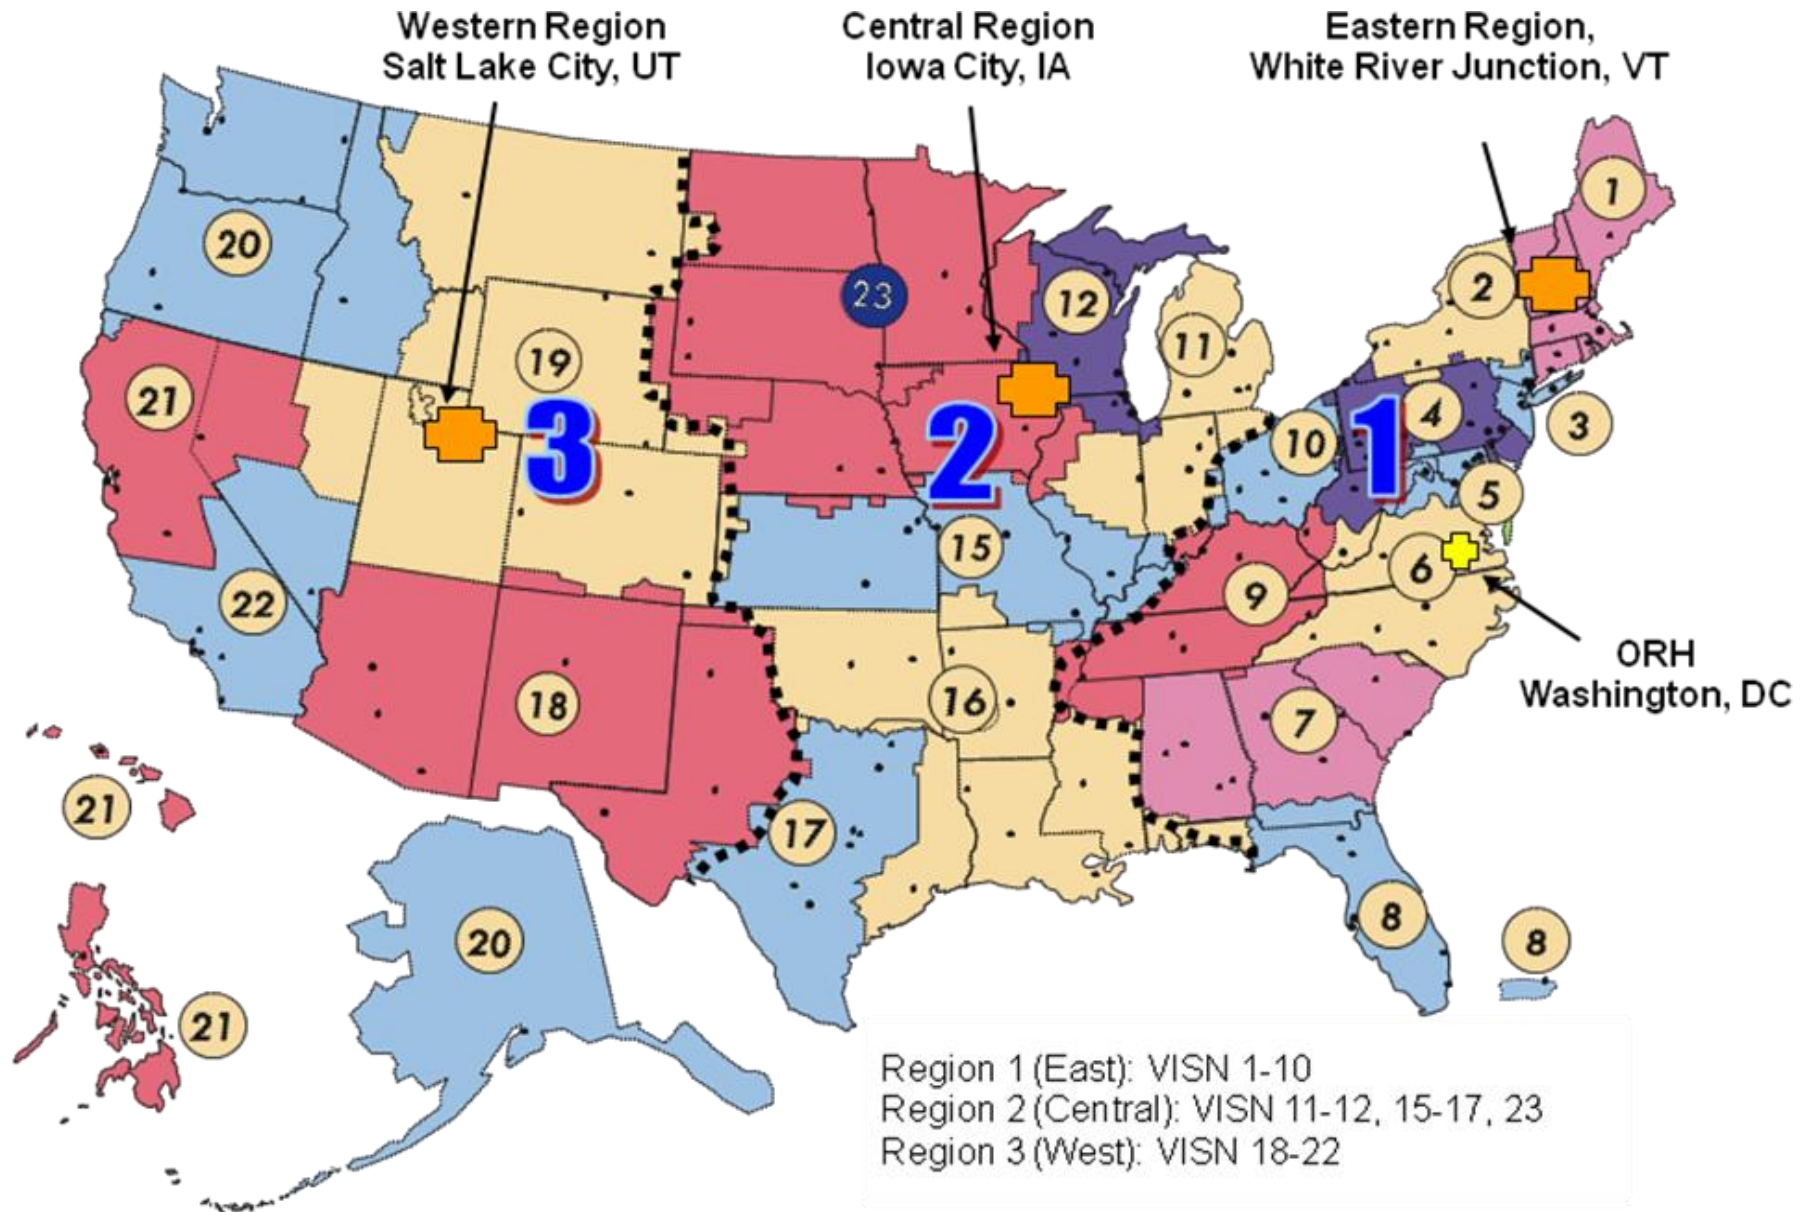 Western Region
Salt Lake City, UT
Central Region
Iowa City, IA
Eastern Region,
White River Junction, VT
1
20
2
23
12
19
11
21
3
2
10
1
4
3
5
15
6
22
9
ORH
Washington, DC
18
16
7
21
17
20
8
8
21
Region 1 (East): VISN 1-10
Region 2 (Central): VISN 11-12, 15-17, 23
Region 3 (West): VISN 18-22